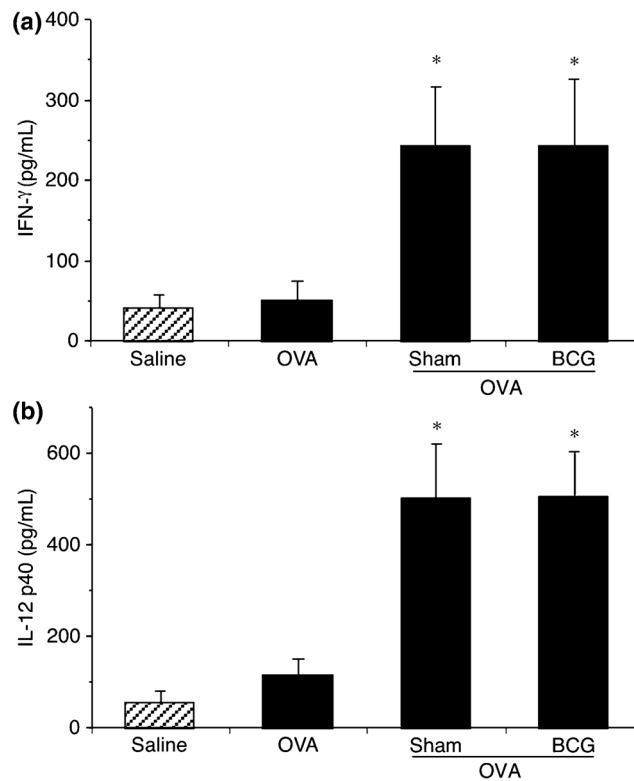 (a)
400
300
200
100
0
IFN-γ (pg/mL)
* *
Saline OVA Sham BCG
OVA
(b)
600
400
200
0
IL-12 p40 (pg/mL)
* *
Saline OVA Sham BCG
OVA